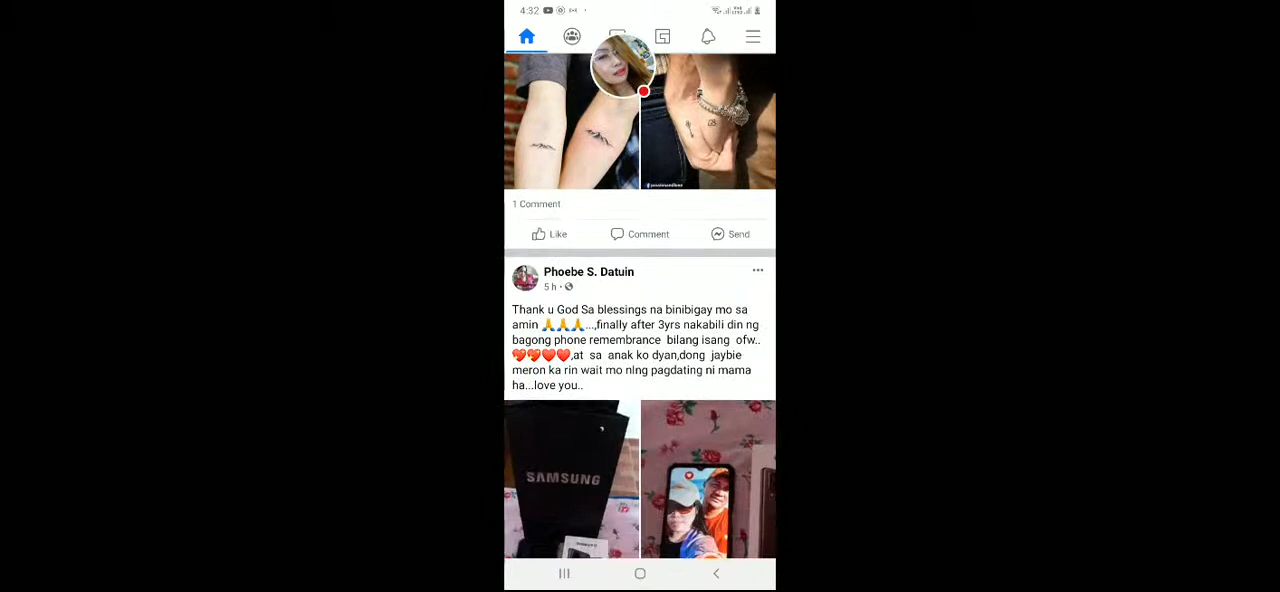 4:32
1 Comment
Like
Comment
Send
Phoebe S. Datuin
5 h
Thank u God Sa blessings na binibigay mo sa
amin 🙏🙏🙏...,finally after 3yrs nakabili din ng
bagong phone remembrance bilang isang ofw..
💖💖❤️❤️,at sa anak ko dyan,dong jaybie
meron ka rin wait mo nlng pagdating ni mama
ha...love you..
SAMSUNG